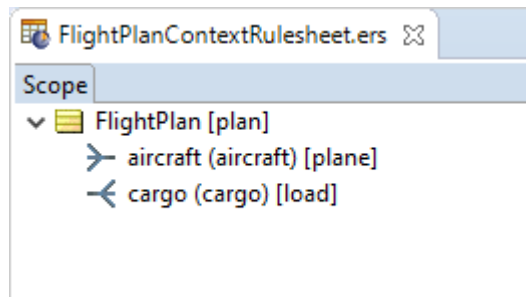 FlightPlanContextRulesheet.ers
Scope
FlightPlan [plan]
aircraft (aircraft) [plane]
cargo (cargo) [load]